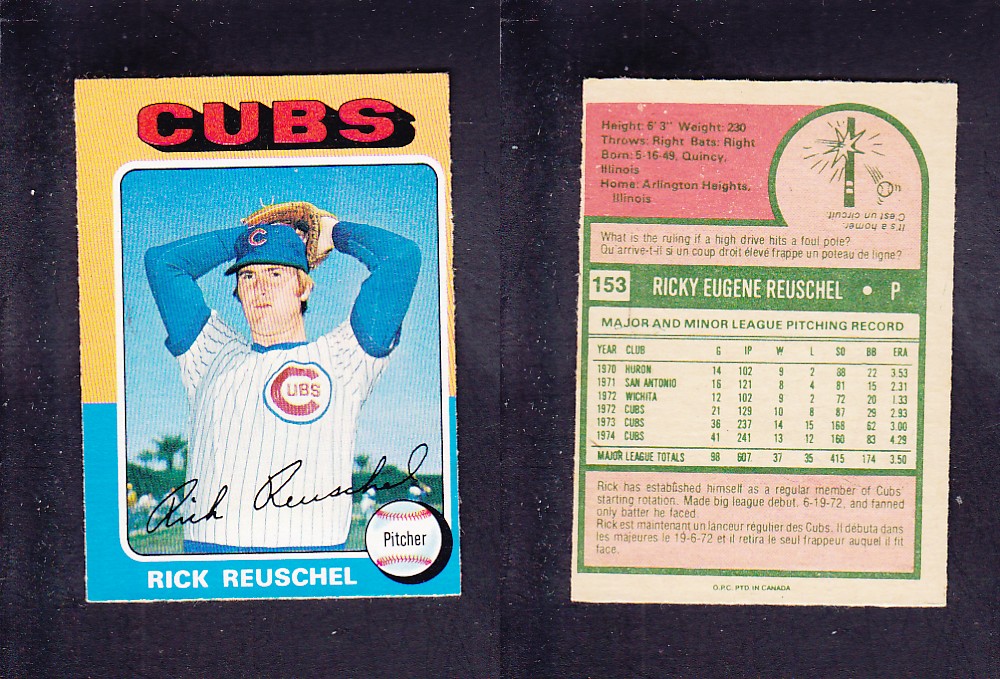 CUBS
C
CUBS
Rick Reuschel
Pitcher
RICK REUSCHEL
Height: 6'3" Weight: 230
Throws: Right Bats: Right
Born: 5-16-49, Quincy,
Illinois
Home: Arlington Heights,
Illinois
It's a homer.
C'est un circuit.
What is the ruling if a high drive hits a foul pole?
Qu'arrive-t-il si un coup droit élevé frappe un poteau de ligne?
153 RICKY EUGENE REUSCHEL • P
MAJOR AND MINOR LEAGUE PITCHING RECORD
YEAR CLUB G IP W L SO BB ERA
1970 HURON 14 102 9 2 88 22 3.53
1971 SAN ANTONIO 16 121 8 4 81 15 2.31
1972 WICHITA 12 102 9 2 72 20 1.33
1972 CUBS 21 129 10 8 87 29 2.93
1973 CUBS 36 237 14 15 168 62 3.00
1974 CUBS 41 241 13 12 160 83 4.29
MAJOR LEAGUE TOTALS 98 607 37 35 415 174 3.50
Rick has established himself as a regular member of Cubs'
starting rotation. Made big league debut, 6-19-72, and fanned
only batter he faced
Rick est maintenant un lanceur régulier des Cubs. Il débuta dans
les majeures le 19-6-72 et il retira le seul frappeur auquel il fit
face.
O.P.C. PTD. IN CANADA